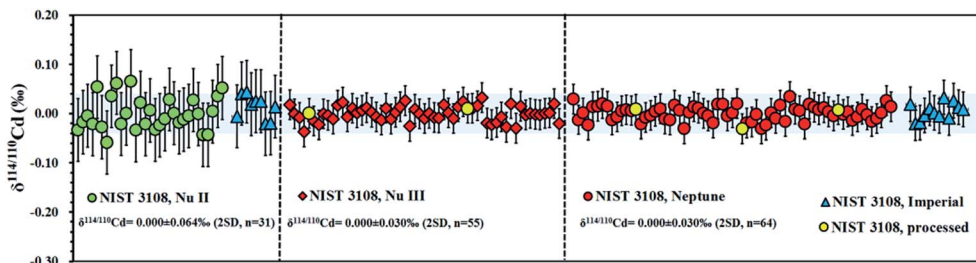 0.20
0.10
0.00
-0.10
-0.20
-0.30
δ114/110Cd (‰)
NIST 3108, Nu II
δ114/110Cd= 0.000±0.064‰ (2SD, n=31)
NIST 3108, Nu III
δ114/110Cd= 0.000±0.030‰ (2SD, n=55)
NIST 3108, Neptune
δ114/110Cd= 0.000±0.030‰ (2SD, n=64)
NIST 3108, Imperial
NIST 3108, processed